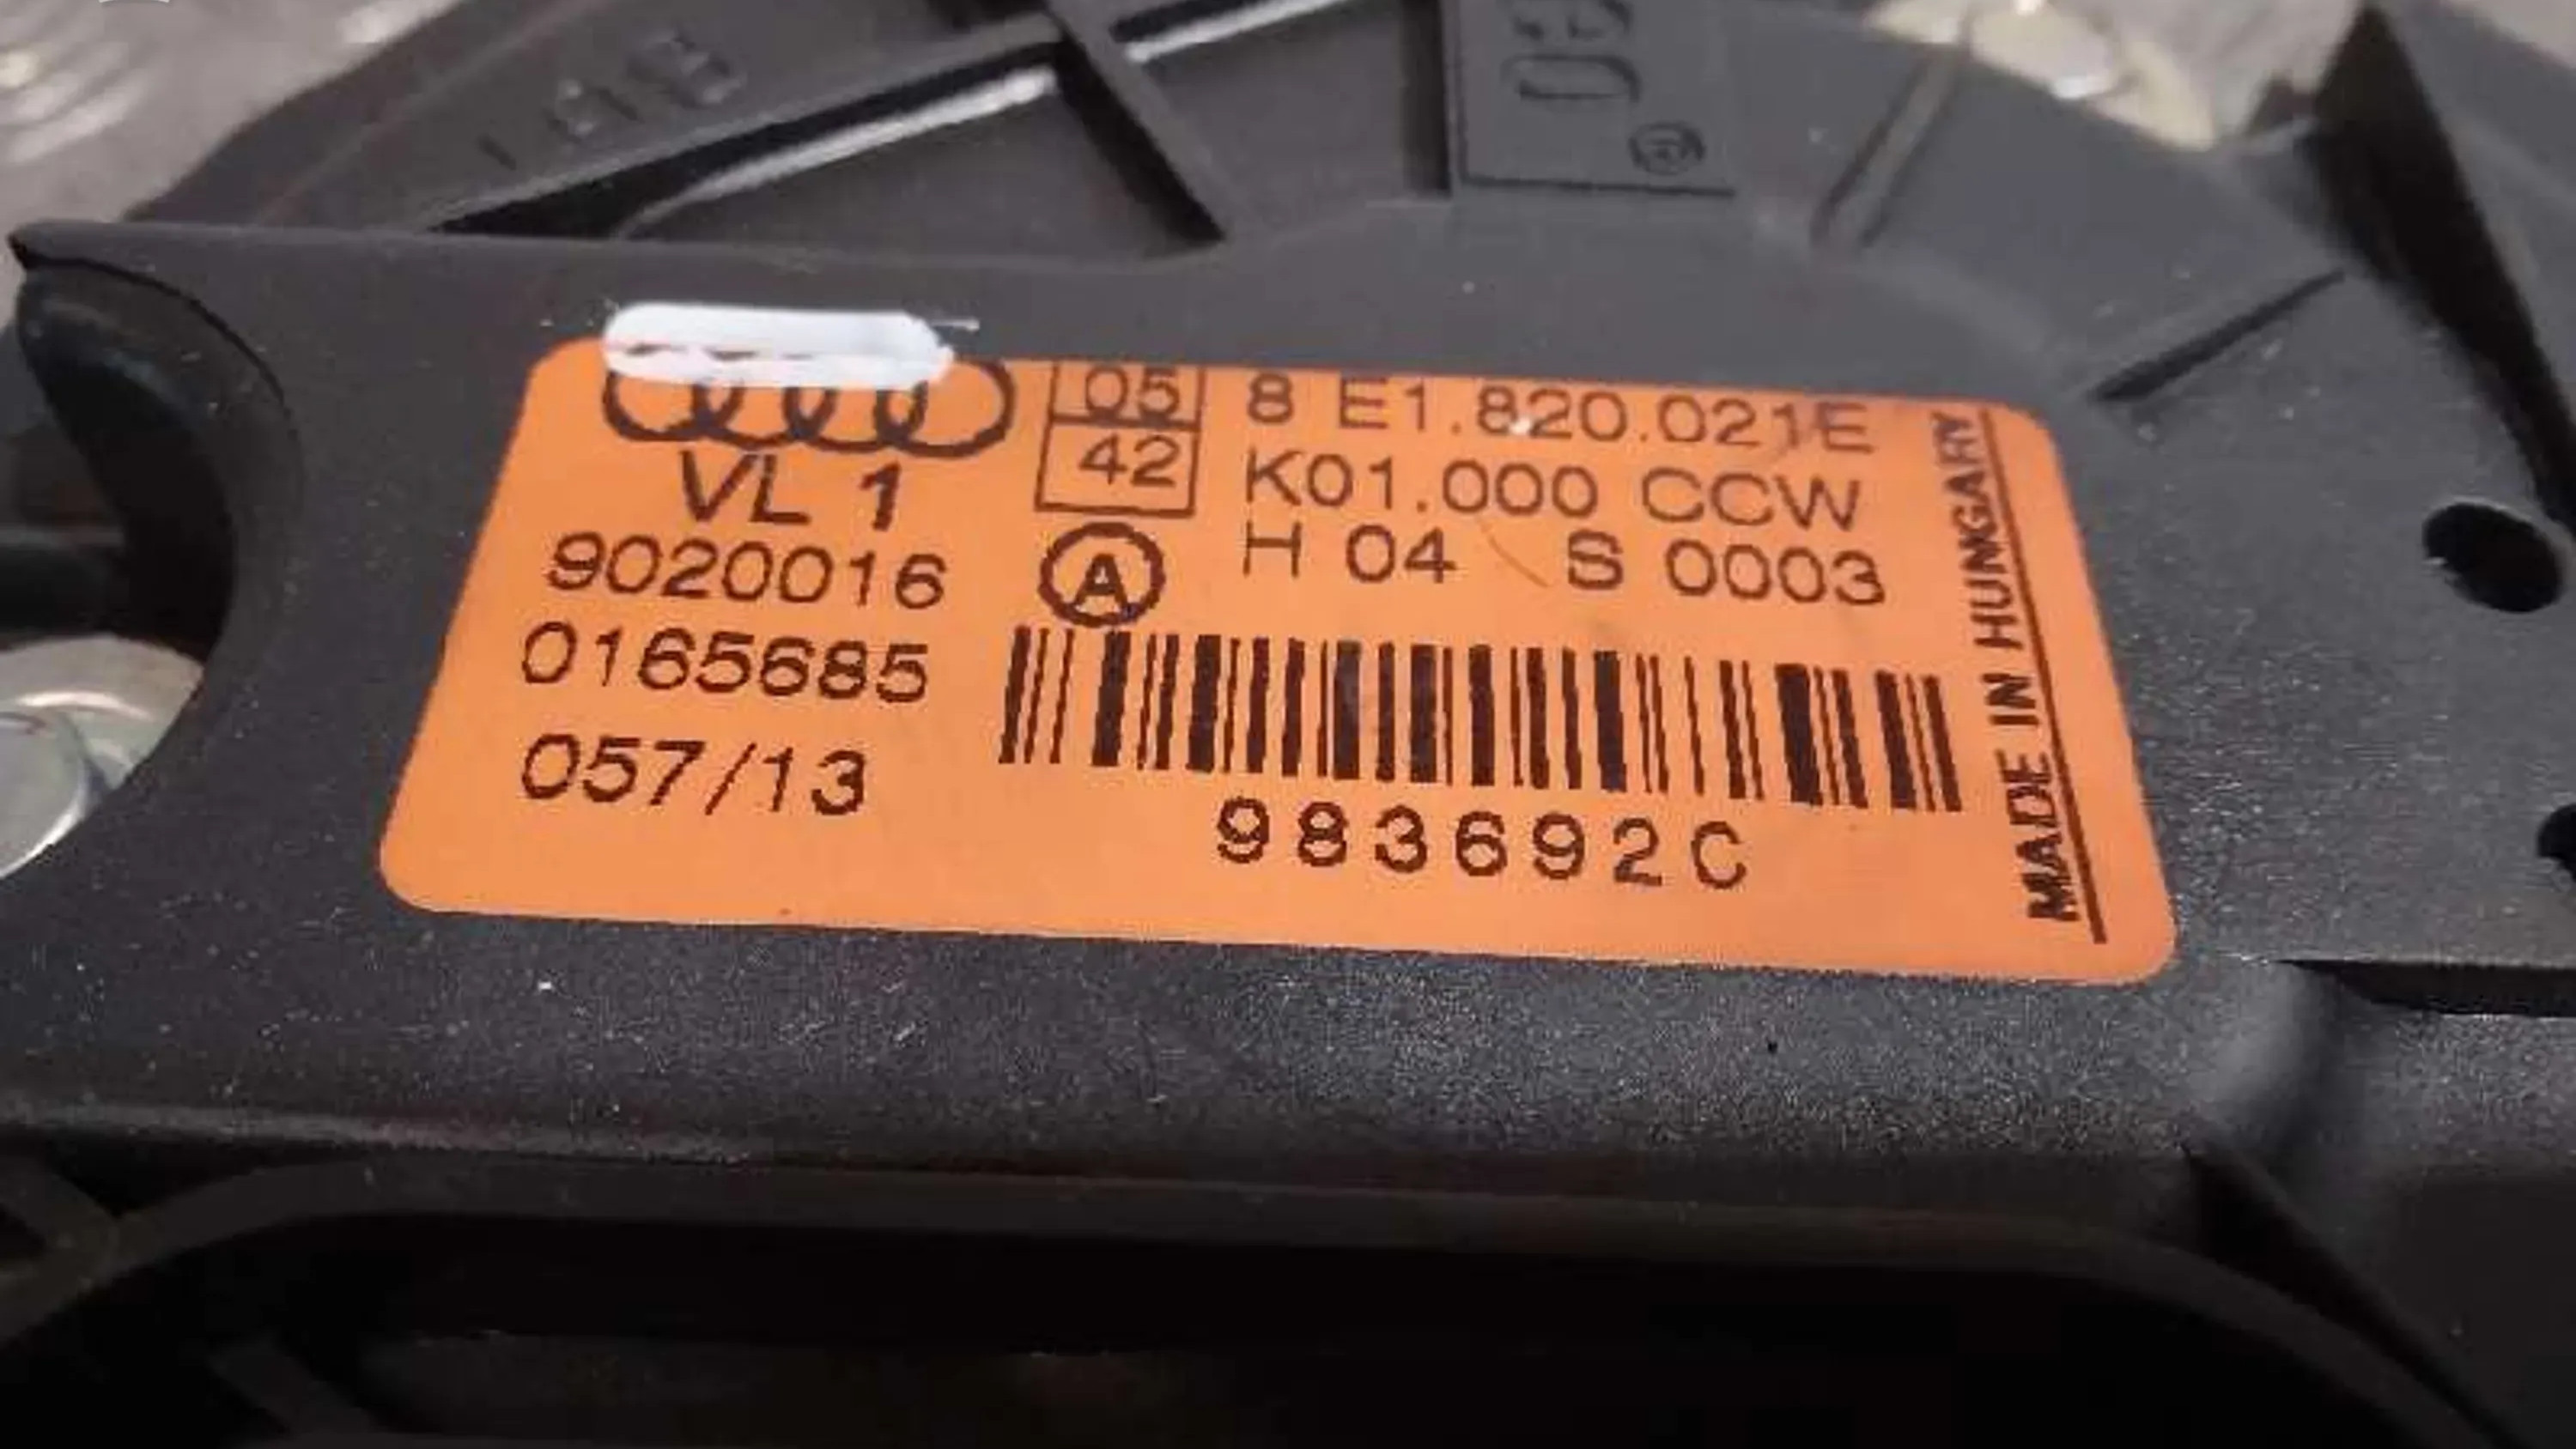 05 8 E1.820.021E
42 K01.000 CCW
VL 1
A H 04 S 0003
9020016
0165685
057/13
983692C
MADE IN HUNGARY